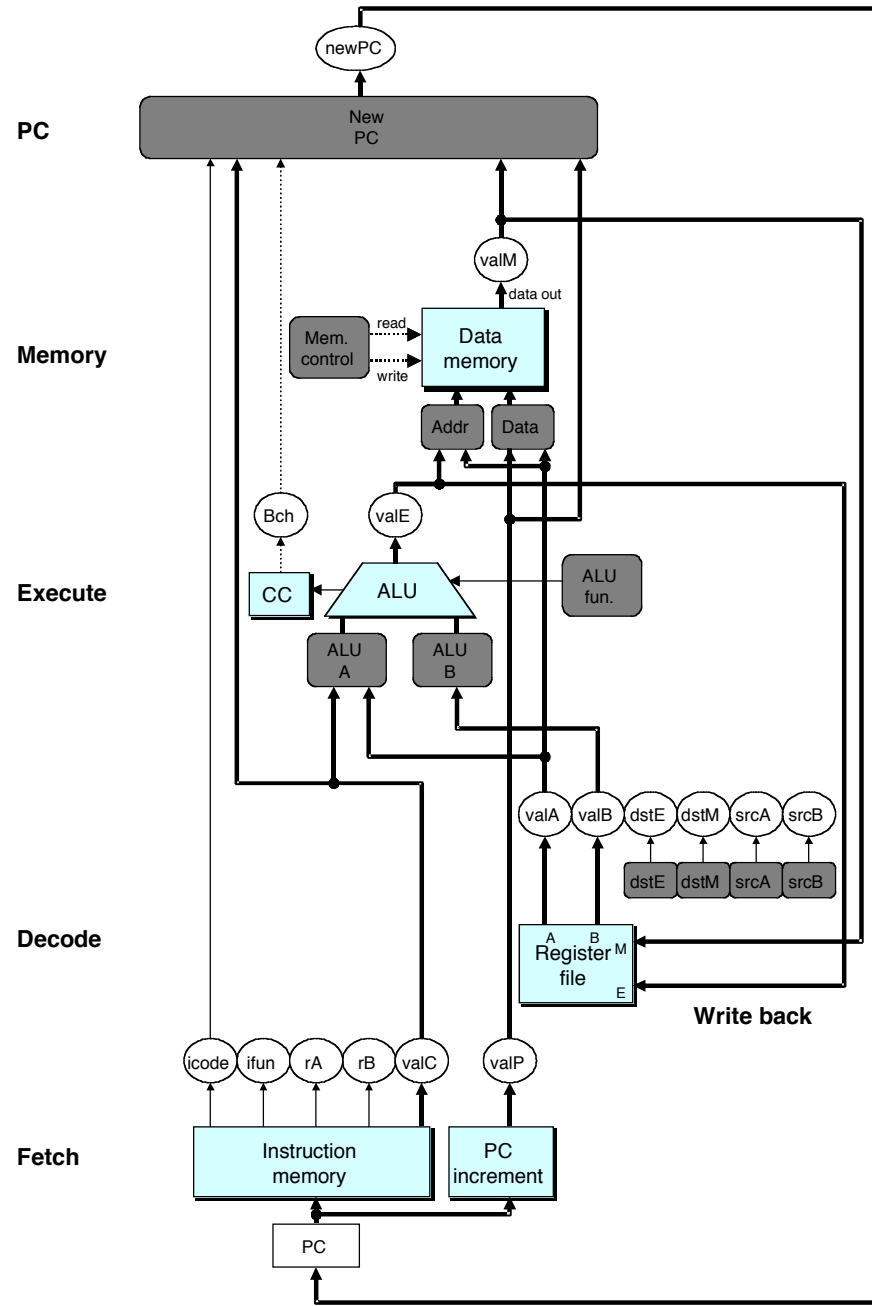 newPC
PC
New
PC
valM
data out
Memory
Mem.
control
read
write
Data
memory
Addr
Data
Bch
valE
Execute
CC
ALU
ALU
fun.
ALU
A
ALU
B
valA
valB
dstE
dstM
srcA
srcB
dstE
dstM
srcA
srcB
Decode
A
B
M
Register
file
E
Write back
icode
ifun
rA
rB
valC
valP
Fetch
Instruction
memory
PC
increment
PC